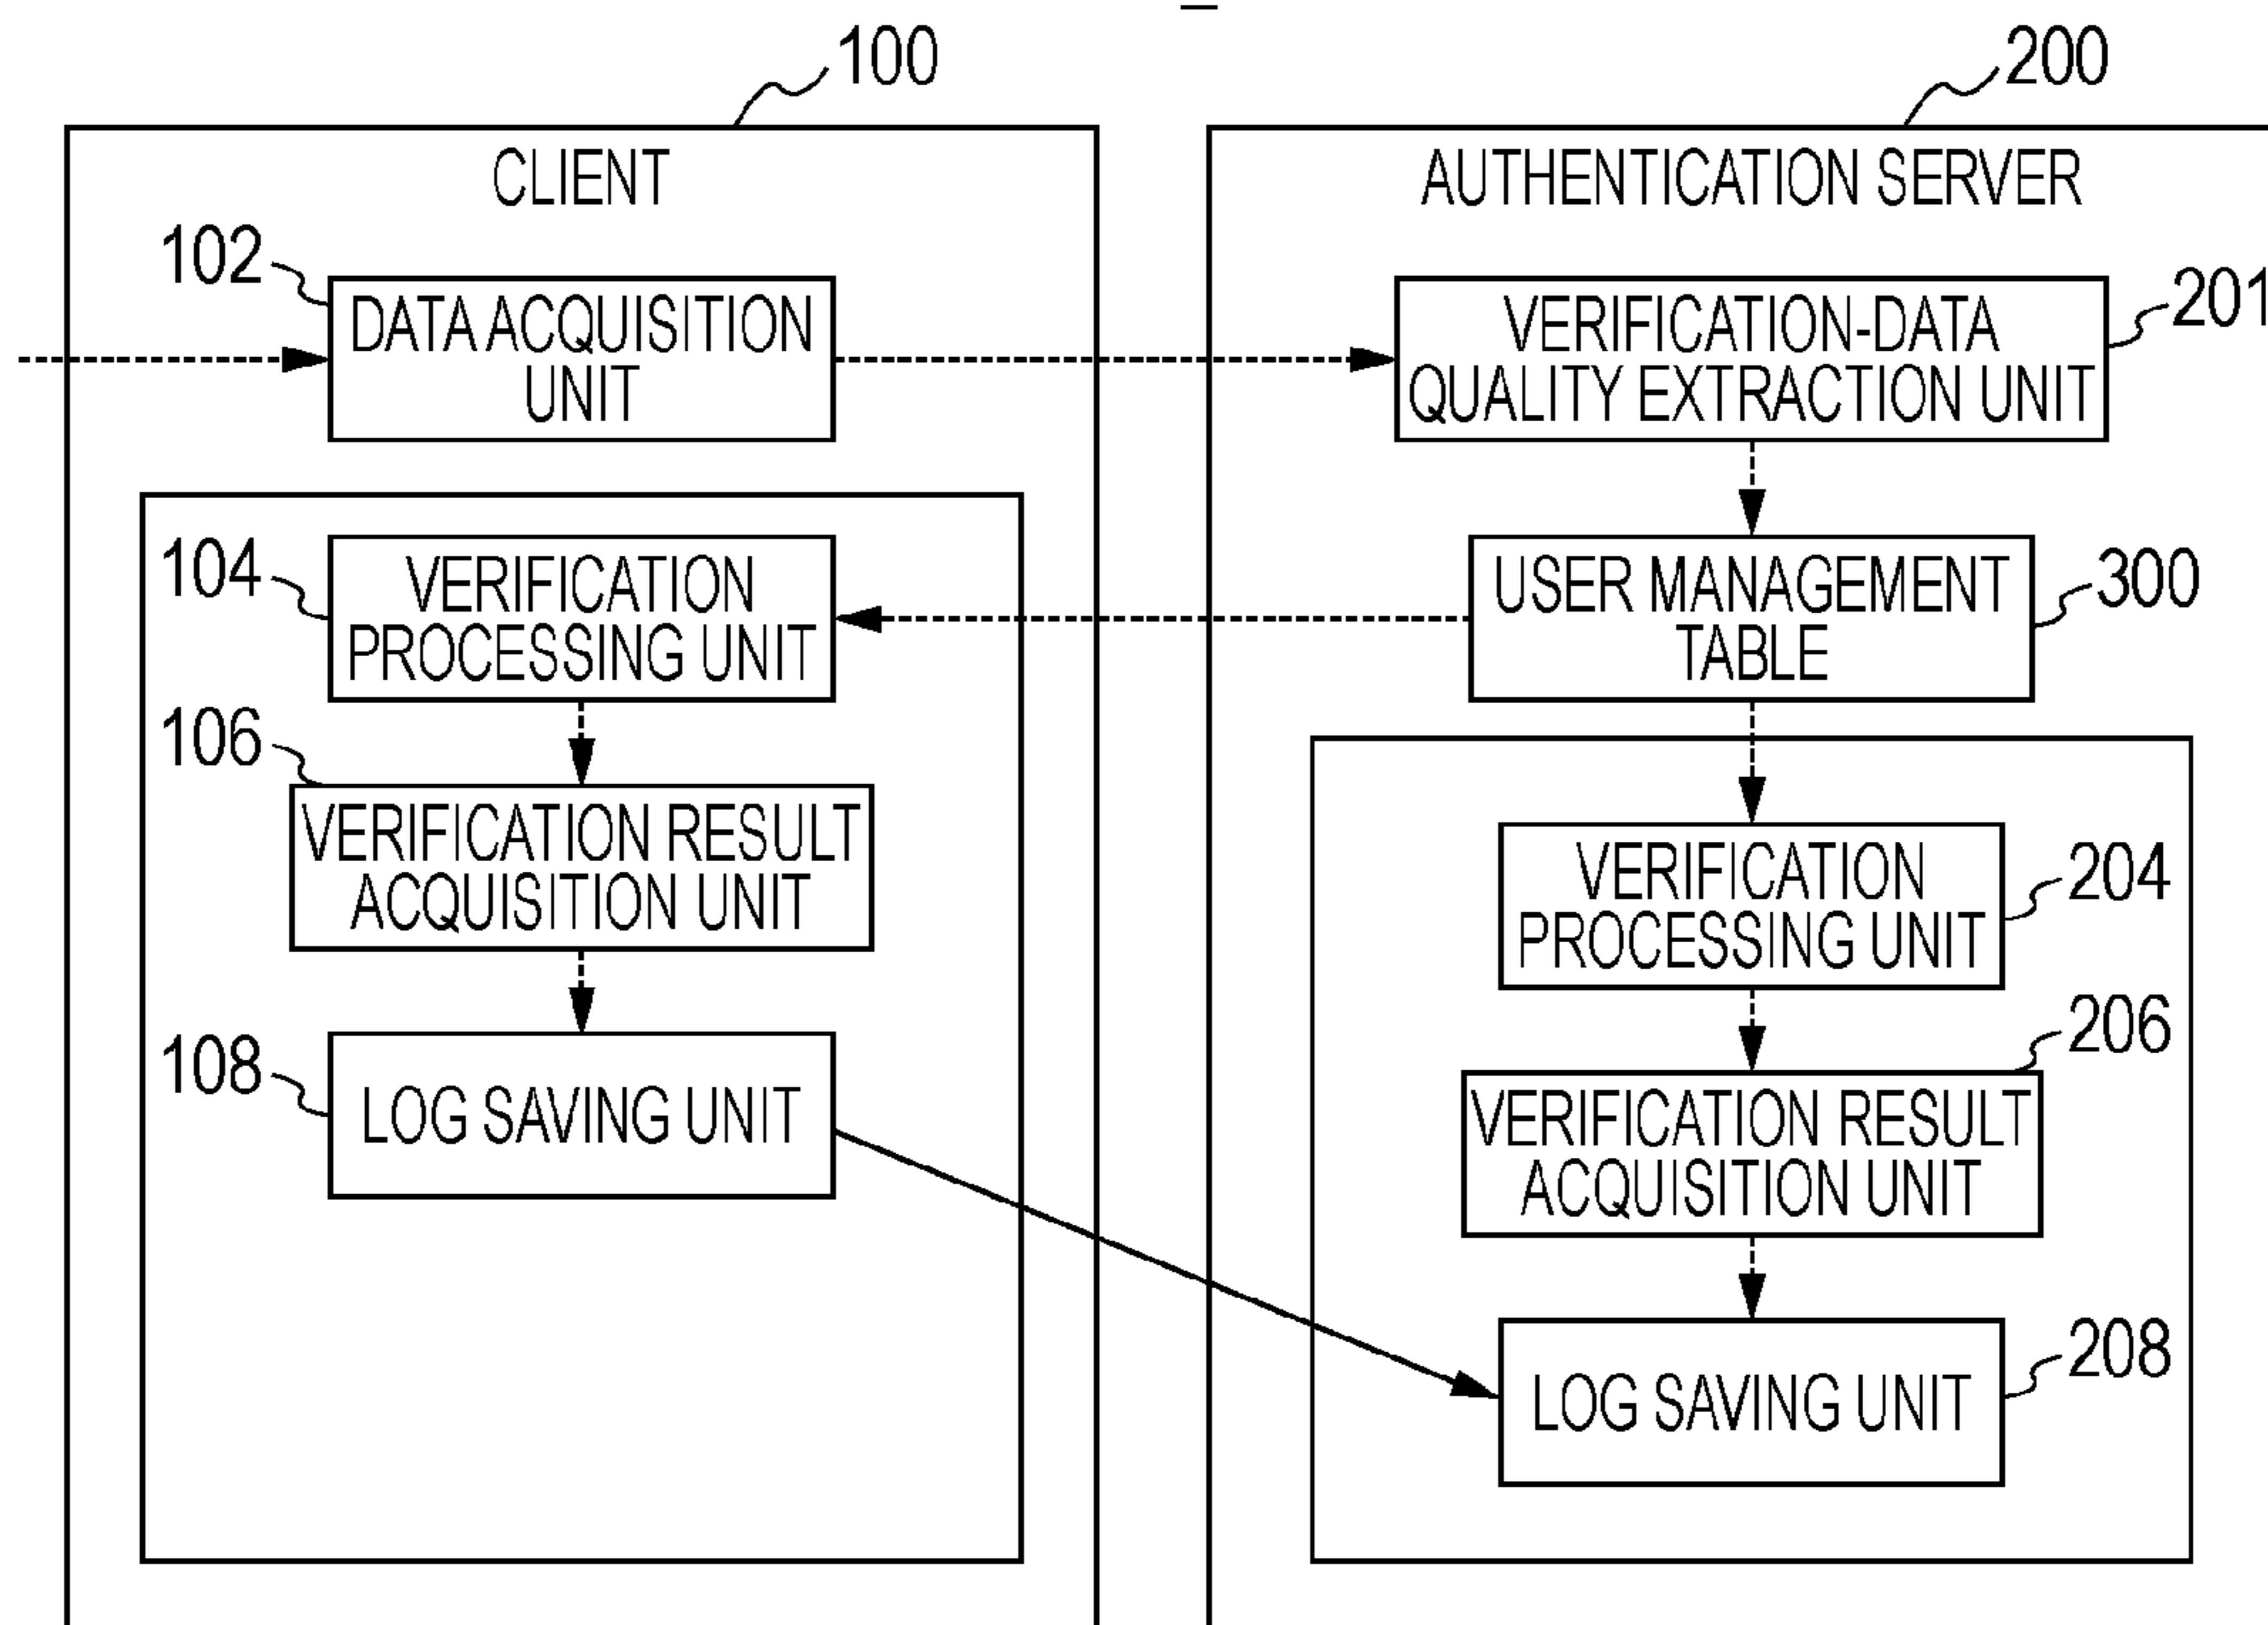 100
200
CLIENT
102
DATA ACQUISITION
UNIT
104
VERIFICATION
PROCESSING UNIT
106
VERIFICATION RESULT
ACQUISITION UNIT
108
LOG SAVING UNIT
AUTHENTICATION SERVER
201
VERIFICATION-DATA
QUALITY EXTRACTION UNIT
USER MANAGEMENT
TABLE
300
VERIFICATION
PROCESSING UNIT
204
206
VERIFICATION RESULT
ACQUISITION UNIT
208
LOG SAVING UNIT